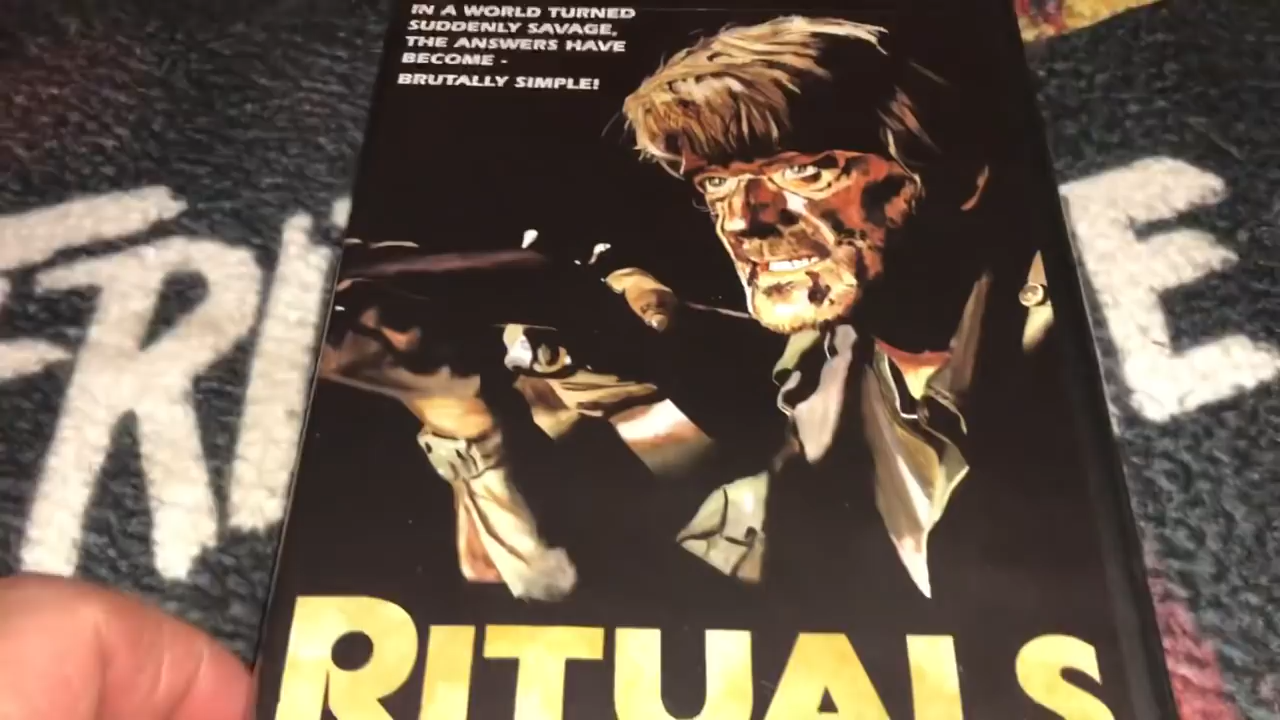 IN A WORLD TURNED
SUDDENLY SAVAGE,
THE ANSWERS HAVE
BECOME -
BRUTALLY SIMPLE!
RITUALS